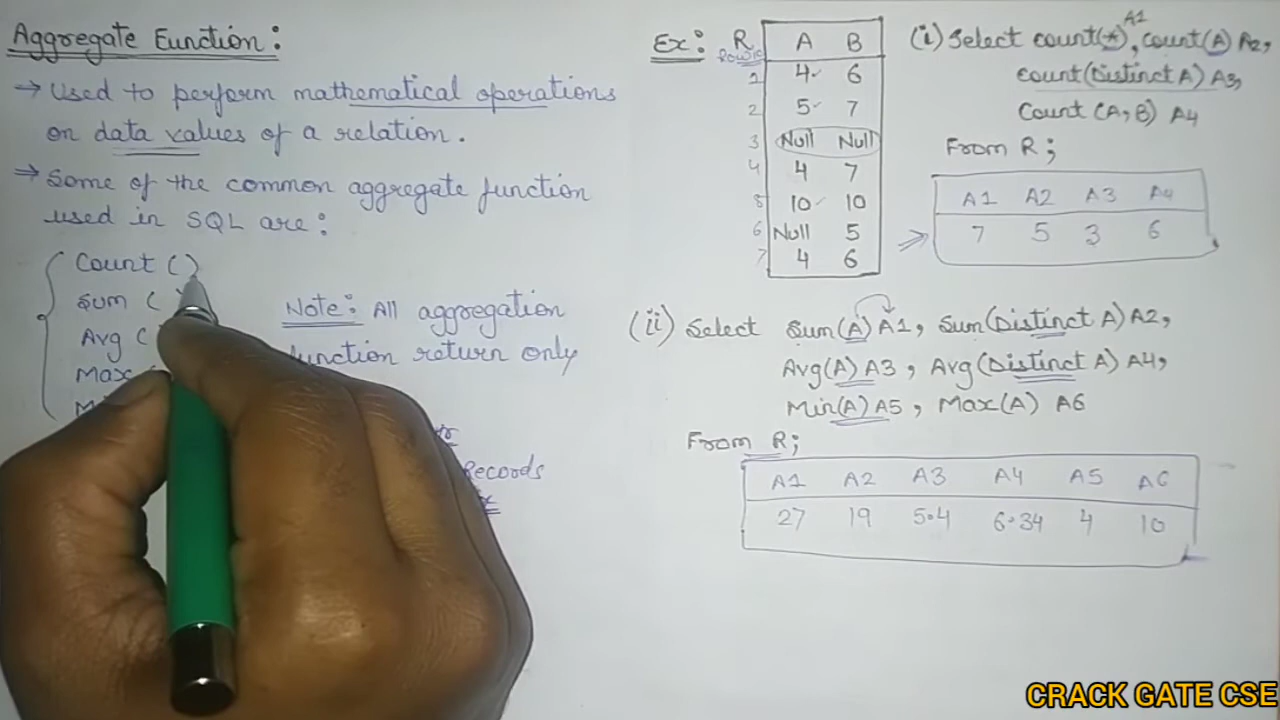 Aggregate Function:
→ Used to perform mathematical operations
on data values of a relation.
→ Some of the common aggregate function
used in SQL are:
Count ()
Sum (
Avg (
Max
Note: All aggregation
function return only
Records
Ex: R
Rowid
A B
1 4 6
2 5 7
3 Null Null
4 4 7
5 10 10
6 Null 5
7 4 6
(i) Select count(*) A1, count(A) A2,
count(Distinct A) A3,
Count (A, B) A4
From R;
A1 A2 A3 A4
7 5 3 6
(ii) Select Sum(A) A1, Sum(Distinct A) A2,
Avg(A) A3, Avg(Distinct A) A4,
Min(A) A5, Max(A) A6
From R;
A1 A2 A3 A4 A5 A6
27 19 5.4 6.34 4 10
CRACK GATE CSE